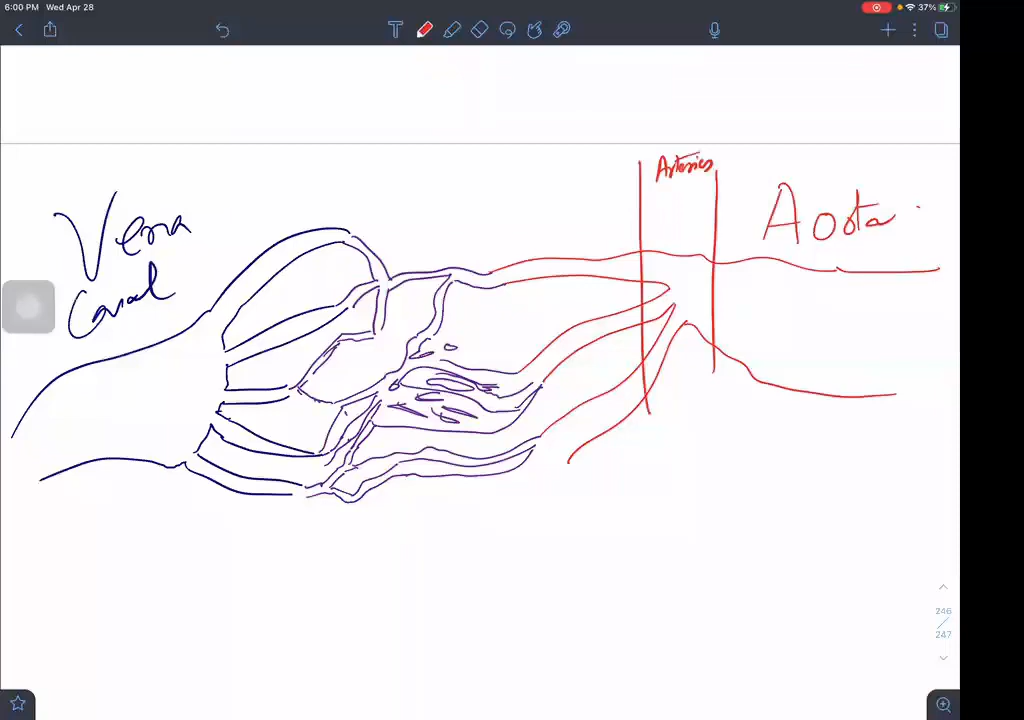 6:00 PM Wed Apr 28
37%
Arteries
Aorta
Vena
Caval
246
247